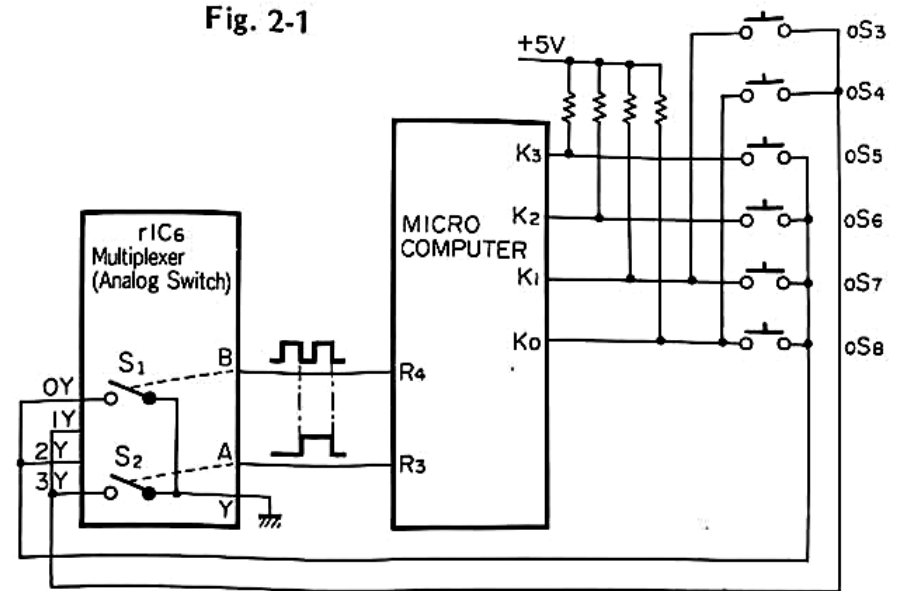 Fig. 2-1
+5V
oS3
oS4
K3
oS5
K2
oS6
MICRO
COMPUTER
K1
oS7
K0
oS8
rIC6
Multiplexer
(Analog Switch)
S1
B
R4
0Y
1Y
2Y
S2
A
R3
3Y
Y